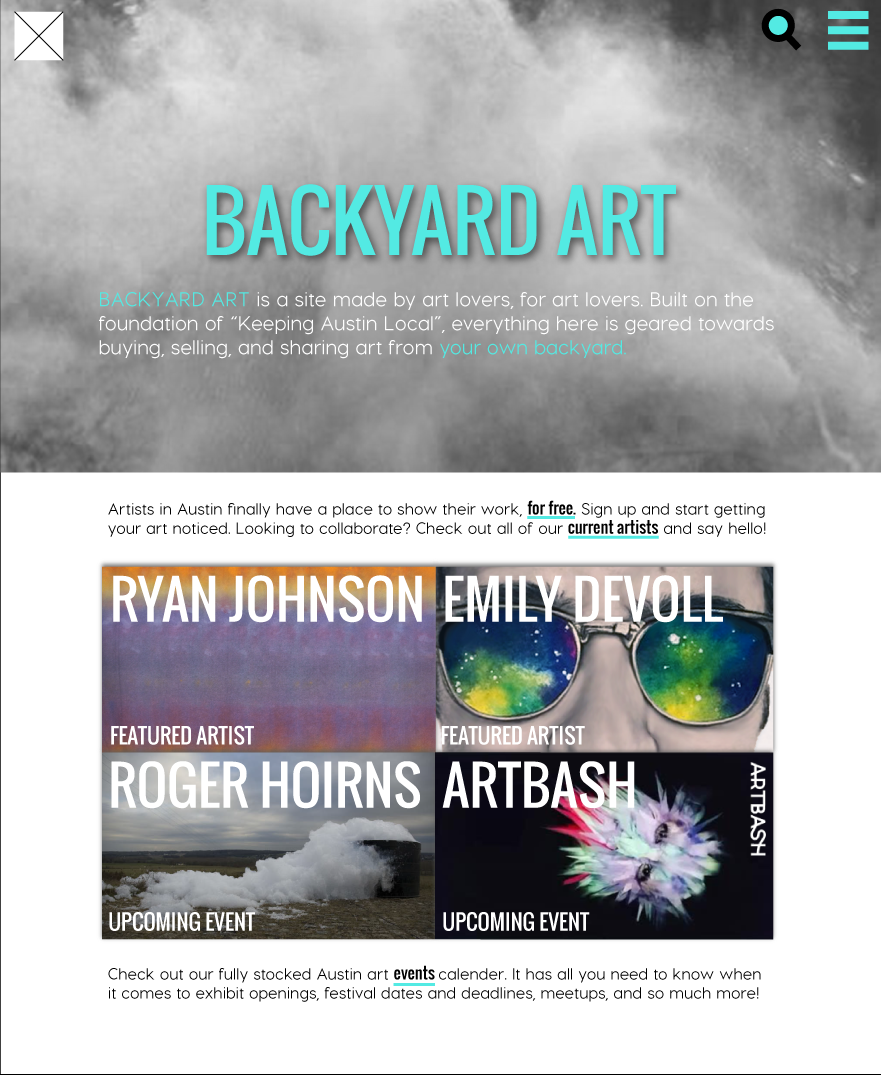 BACKYARD ART
BACKYARD ART is a site made by art lovers, for art lovers. Built on the
foundation of “Keeping Austin Local”, everything here is geared towards
buying, selling, and sharing art from your own backyard.
Artists in Austin finally have a place to show their work, for free. Sign up and start getting
your art noticed. Looking to collaborate? Check out all of our current artists and say hello!
RYAN JOHNSON
FEATURED ARTIST
EMILY DEVOLL
FEATURED ARTIST
ROGER HOIRNS
UPCOMING EVENT
ARTBASH
ARTBASH
UPCOMING EVENT
Check out our fully stocked Austin art events calender. It has all you need to know when
it comes to exhibit openings, festival dates and deadlines, meetups, and so much more!